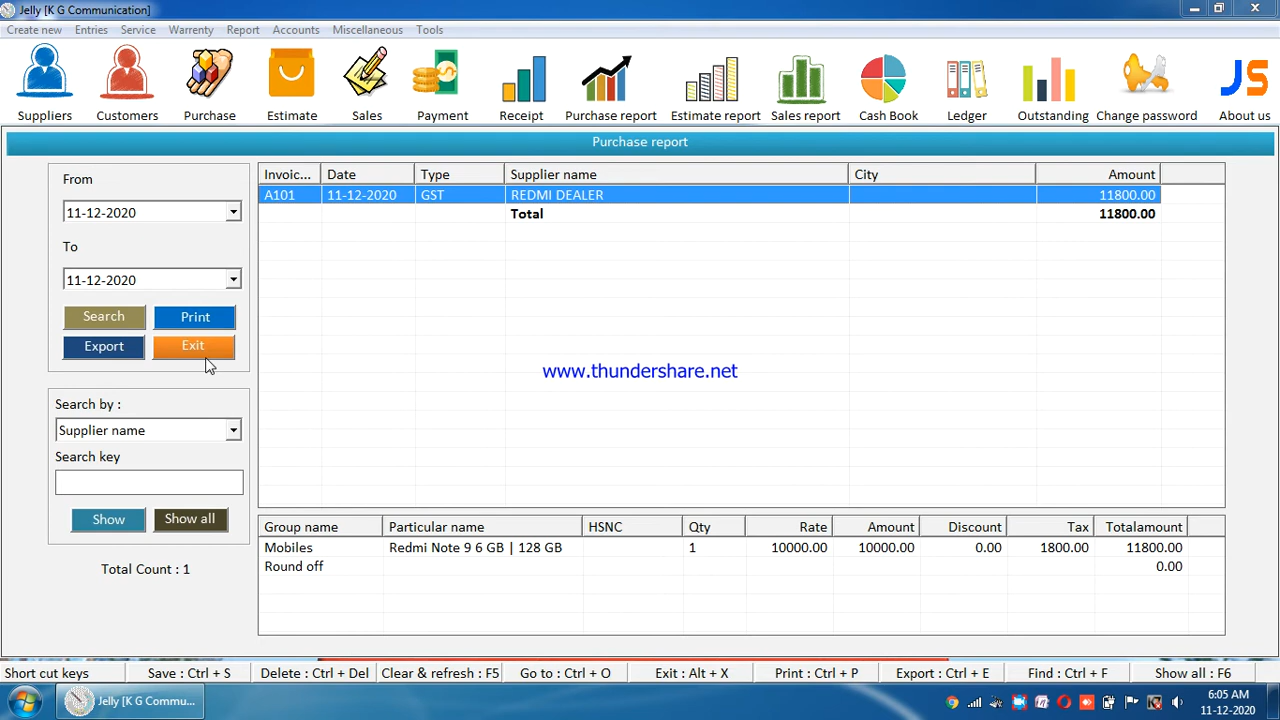 Jelly [K G Communication]
Create new Entries Service Warrenty Report Accounts Miscellaneous Tools
Suppliers Customers Purchase Estimate Sales Payment Receipt Purchase report Estimate report Sales report Cash Book Ledger Outstanding Change password About us
JS
Purchase report
From
11-12-2020
To
11-12-2020
Search Print
Export Exit
Search by :
Supplier name
Search key
Show Show all
Total Count : 1
Invoic... Date Type Supplier name City Amount
A101 11-12-2020 GST REDMI DEALER 11800.00
Total 11800.00
www.thundershare.net
Group name Particular name HSNC Qty Rate Amount Discount Tax Totalamount
Mobiles Redmi Note 9 6 GB | 128 GB 1 10000.00 10000.00 0.00 1800.00 11800.00
Round off 0.00
Short cut keys Save : Ctrl + S Delete : Ctrl + Del Clear & refresh : F5 Go to : Ctrl + O Exit : Alt + X Print : Ctrl + P Export : Ctrl + E Find : Ctrl + F Show all : F6
Jelly [K G Commu...
6:05 AM
11-12-2020